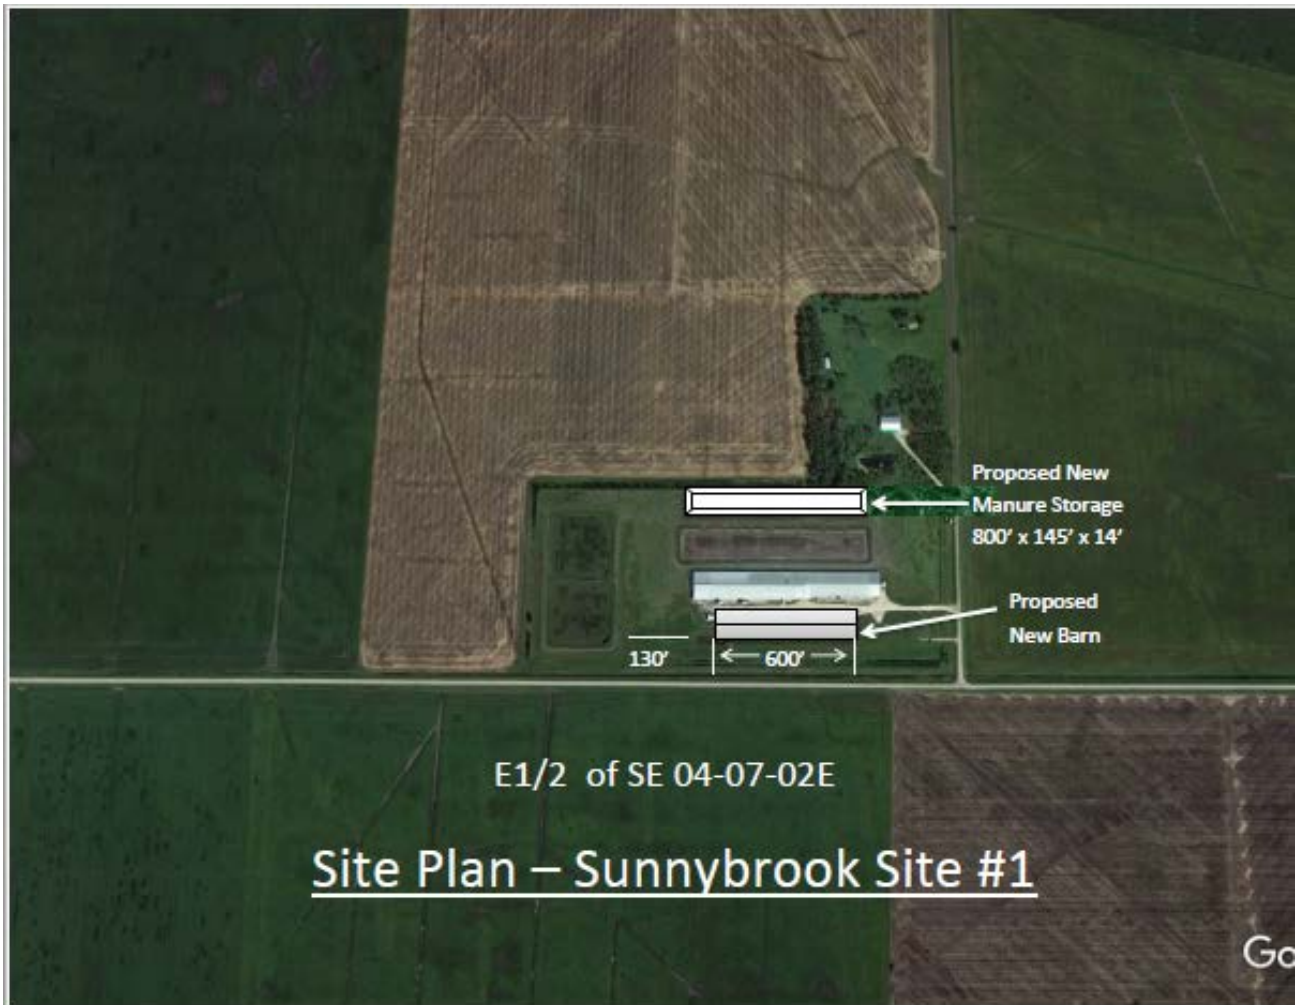 Proposed New
Manure Storage
800' x 145' x 14'
Proposed
New Barn
130'
600'
E1/2 of SE 04-07-02E
Site Plan – Sunnybrook Site #1
Go